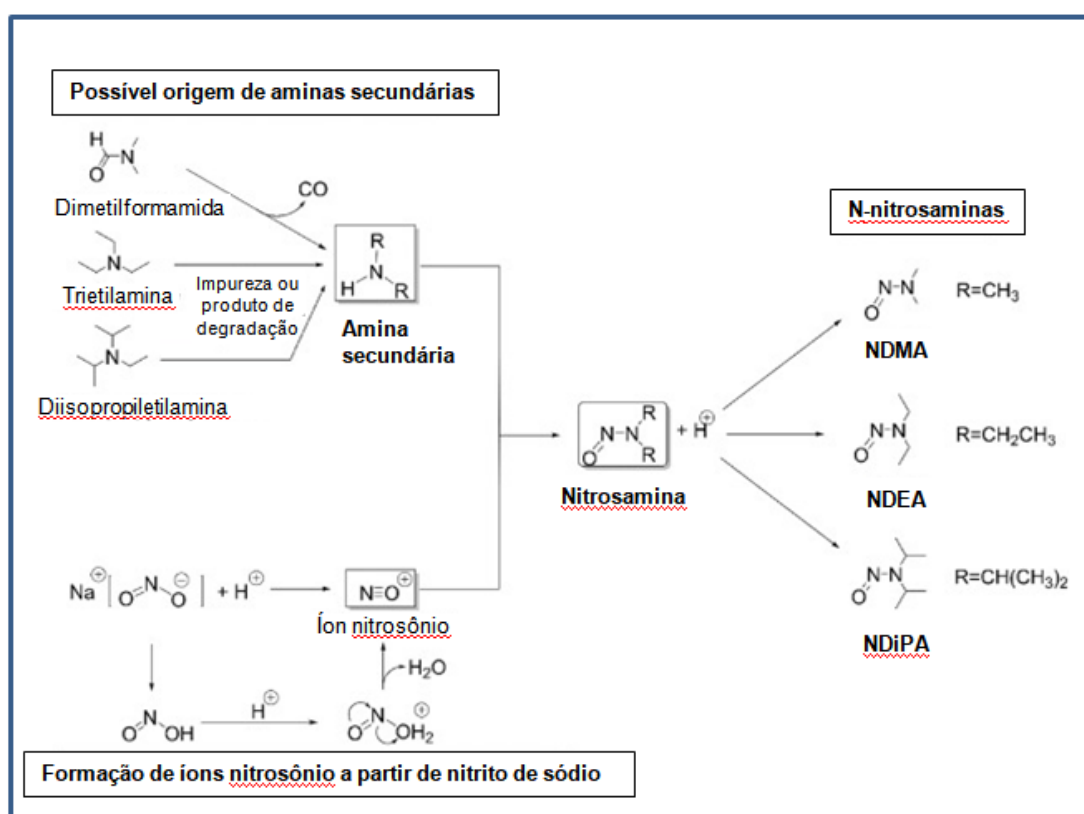 Possível origem de aminas secundárias
H
O
N
Dimetilformamida
CO
N
Trietilamina
Impureza ou
produto de
degradação
N
Diisopropiletilamina
R
N
H
R
Amina
secundária
N-nitrosaminas
N-N
O
R=CH3
NDMA
N-N
O
R=CH2CH3
NDEA
N-N
O
R=CH(CH3)2
NDiPA
R
N-N
O
R
+ H⊕
Nitrosamina
Na⊕ [ O=N-O⊖ ] + H⊕
N≡O⊕
Íon nitrosônio
H2O
O=N-OH
H⊕
O=N-OH2⊕
Formação de íons nitrosônio a partir de nitrito de sódio